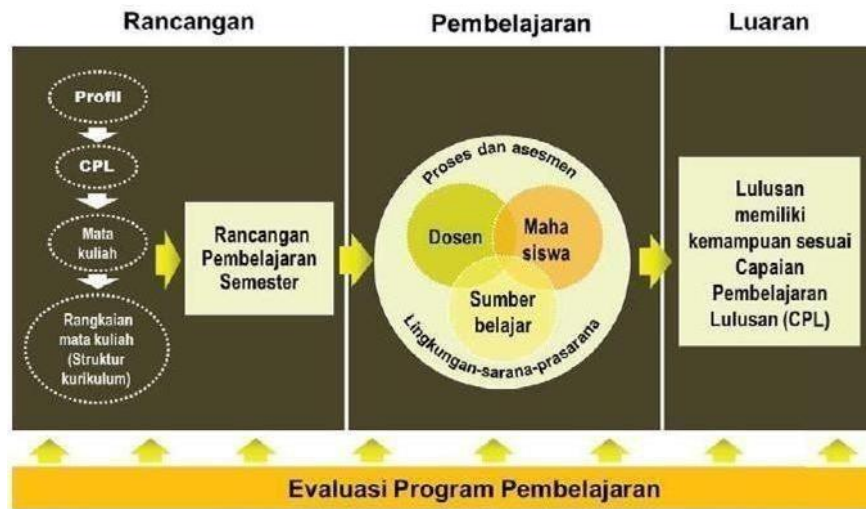 Rancangan
Pembelajaran
Luaran
Profil
CPL
Mata
kuliah
Rangkaian
mata kuliah
(Struktur
kurikulum)
Rancangan
Pembelajaran
Semester
Proses dan asesmen
Dosen
Maha
siswa
Sumber
belajar
Lingkungan-sarana-prasarana
Lulusan
memiliki
kemampuan sesuai
Capaian
Pembelajaran
Lulusan (CPL)
Evaluasi Program Pembelajaran